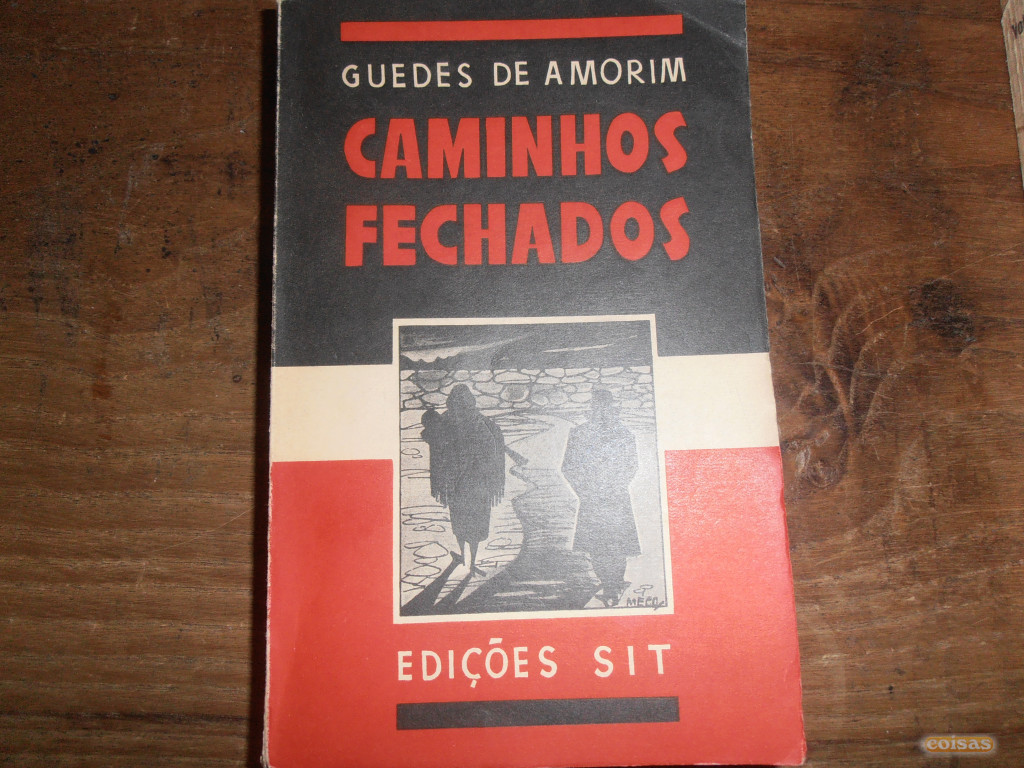 GUEDES DE AMORIM
CAMINHOS
FECHADOS
MECO
EDIÇÕES SIT
coisas